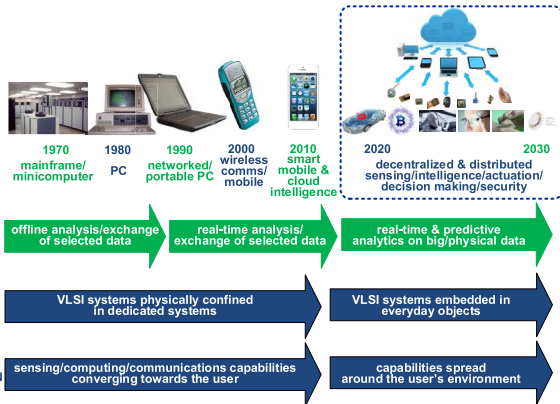 1970
mainframe/
minicomputer
1980
PC
1990
networked/
portable PC
2000
wireless
comms/
mobile
2010
smart
mobile &
cloud
intelligence
2020
2030
decentralized & distributed
sensing/intelligence/actuation/
decision making/security
offline analysis/exchange
of selected data
real-time analysis/
exchange of selected data
real-time & predictive
analytics on big/physical data
VLSI systems physically confined
in dedicated systems
VLSI systems embedded in
everyday objects
sensing/computing/communications capabilities
converging towards the user
capabilities spread
around the user's environment